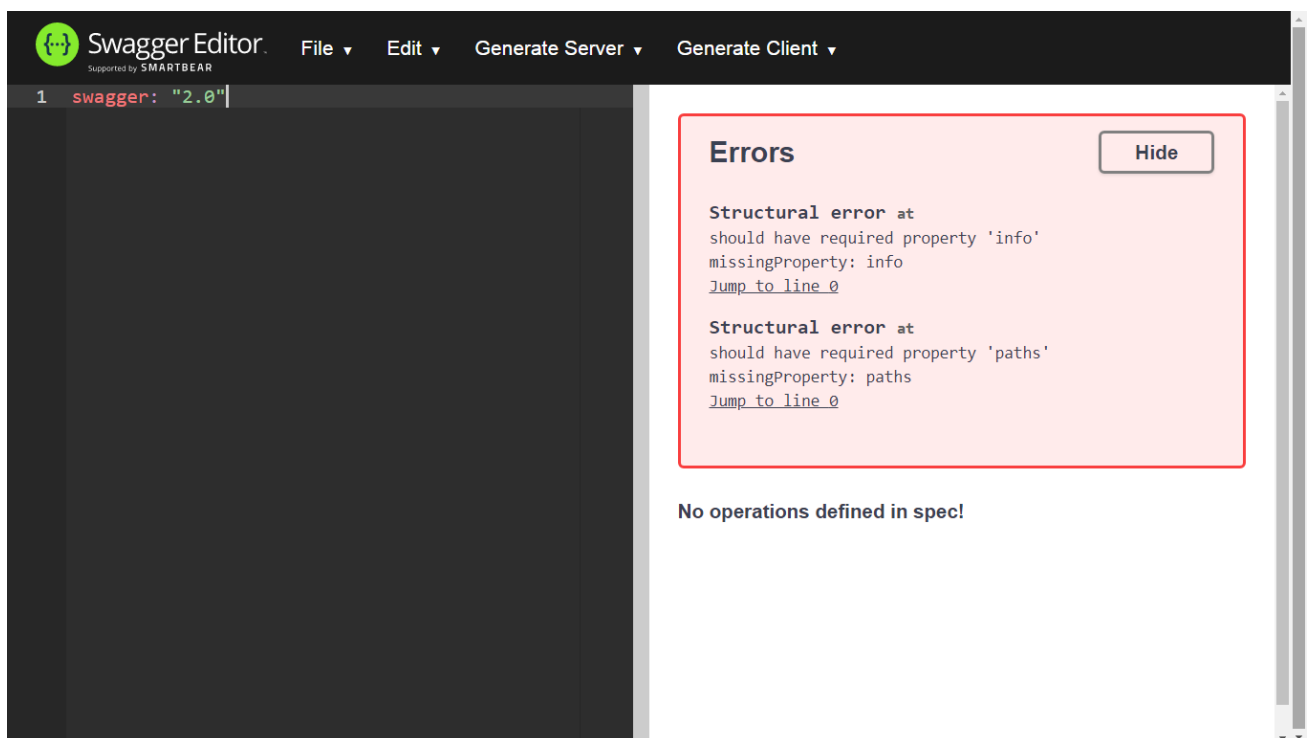 Swagger Editor.
Supported by SMARTBEAR
File ▼ Edit ▼ Generate Server ▼ Generate Client ▼
1 swagger: "2.0"
Errors
Hide
Structural error at
should have required property 'info'
missingProperty: info
Jump to line 0
Structural error at
should have required property 'paths'
missingProperty: paths
Jump to line 0
No operations defined in spec!